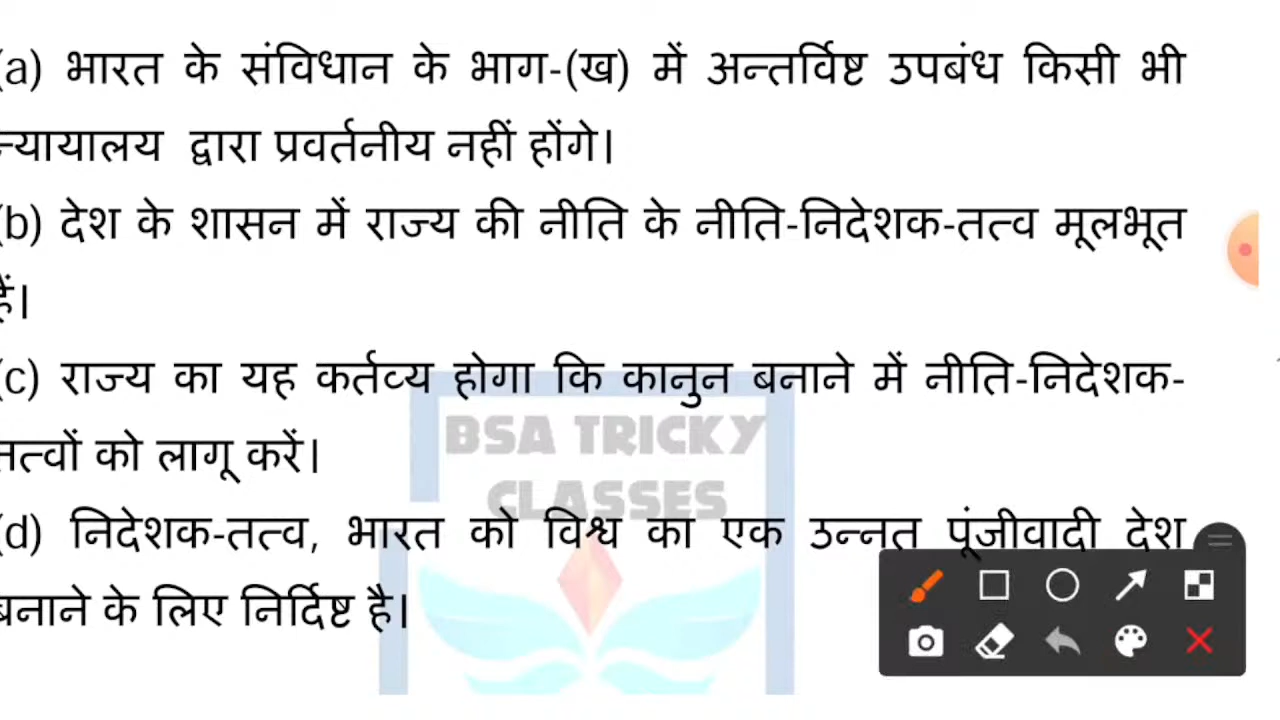 (a) भारत के संविधान के भाग-(ख) में अन्तर्विष्ट उपबंध किसी भी
न्यायालय द्वारा प्रवर्तनीय नहीं होंगे।
(b) देश के शासन में राज्य की नीति के नीति-निदेशक-तत्व मूलभूत
हैं।
(c) राज्य का यह कर्तव्य होगा कि कानुन बनाने में नीति-निदेशक-
तत्वों को लागू करें।
BSA TRICKY
CLASSES
(d) निदेशक-तत्व, भारत को विश्व का एक उन्नत पूंजीवादी देश
बनाने के लिए निर्दिष्ट है।